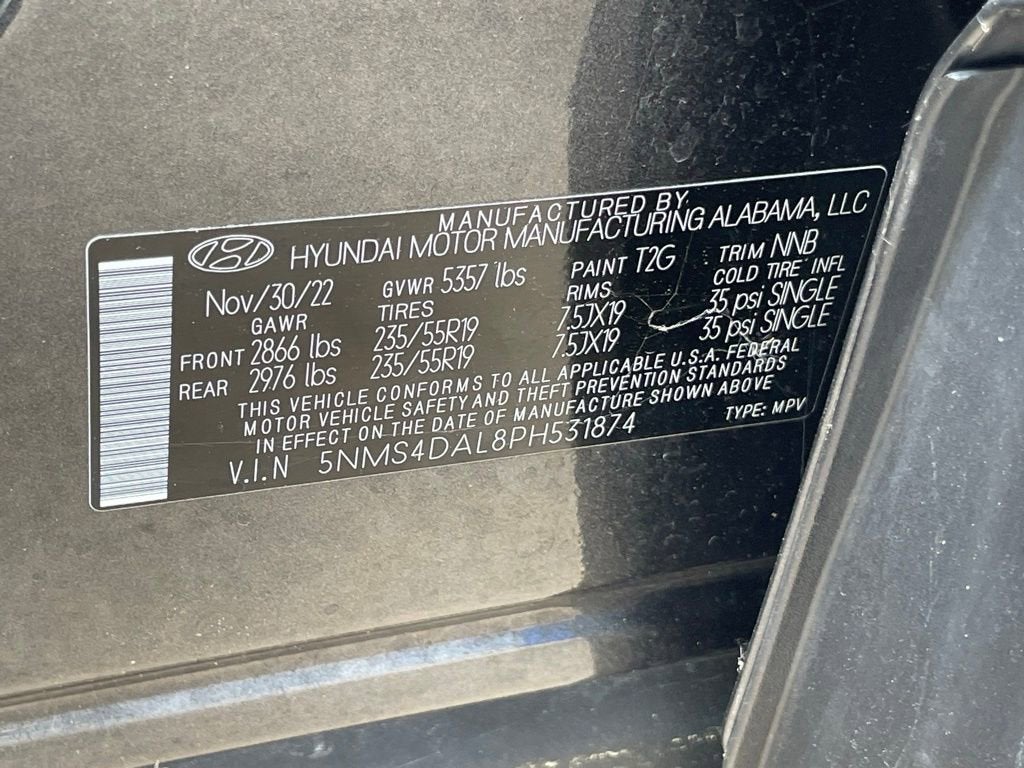 MANUFACTURED BY
HYUNDAI MOTOR MANUFACTURING ALABAMA, LLC
Nov/30/22 GVWR 5357 lbs PAINT T2G TRIM NNB
GAWR TIRES RIMS COLD TIRE INFL
FRONT 2866 lbs 235/55R19 7.5JX19 35 psi SINGLE
REAR 2976 lbs 235/55R19 7.5JX19 35 psi SINGLE
THIS VEHICLE CONFORMS TO ALL APPLICABLE U.S.A. FEDERAL
MOTOR VEHICLE SAFETY AND THEFT PREVENTION STANDARDS
IN EFFECT ON THE DATE OF MANUFACTURE SHOWN ABOVE
V.I.N 5NMS4DAL8PH531874 TYPE: MPV